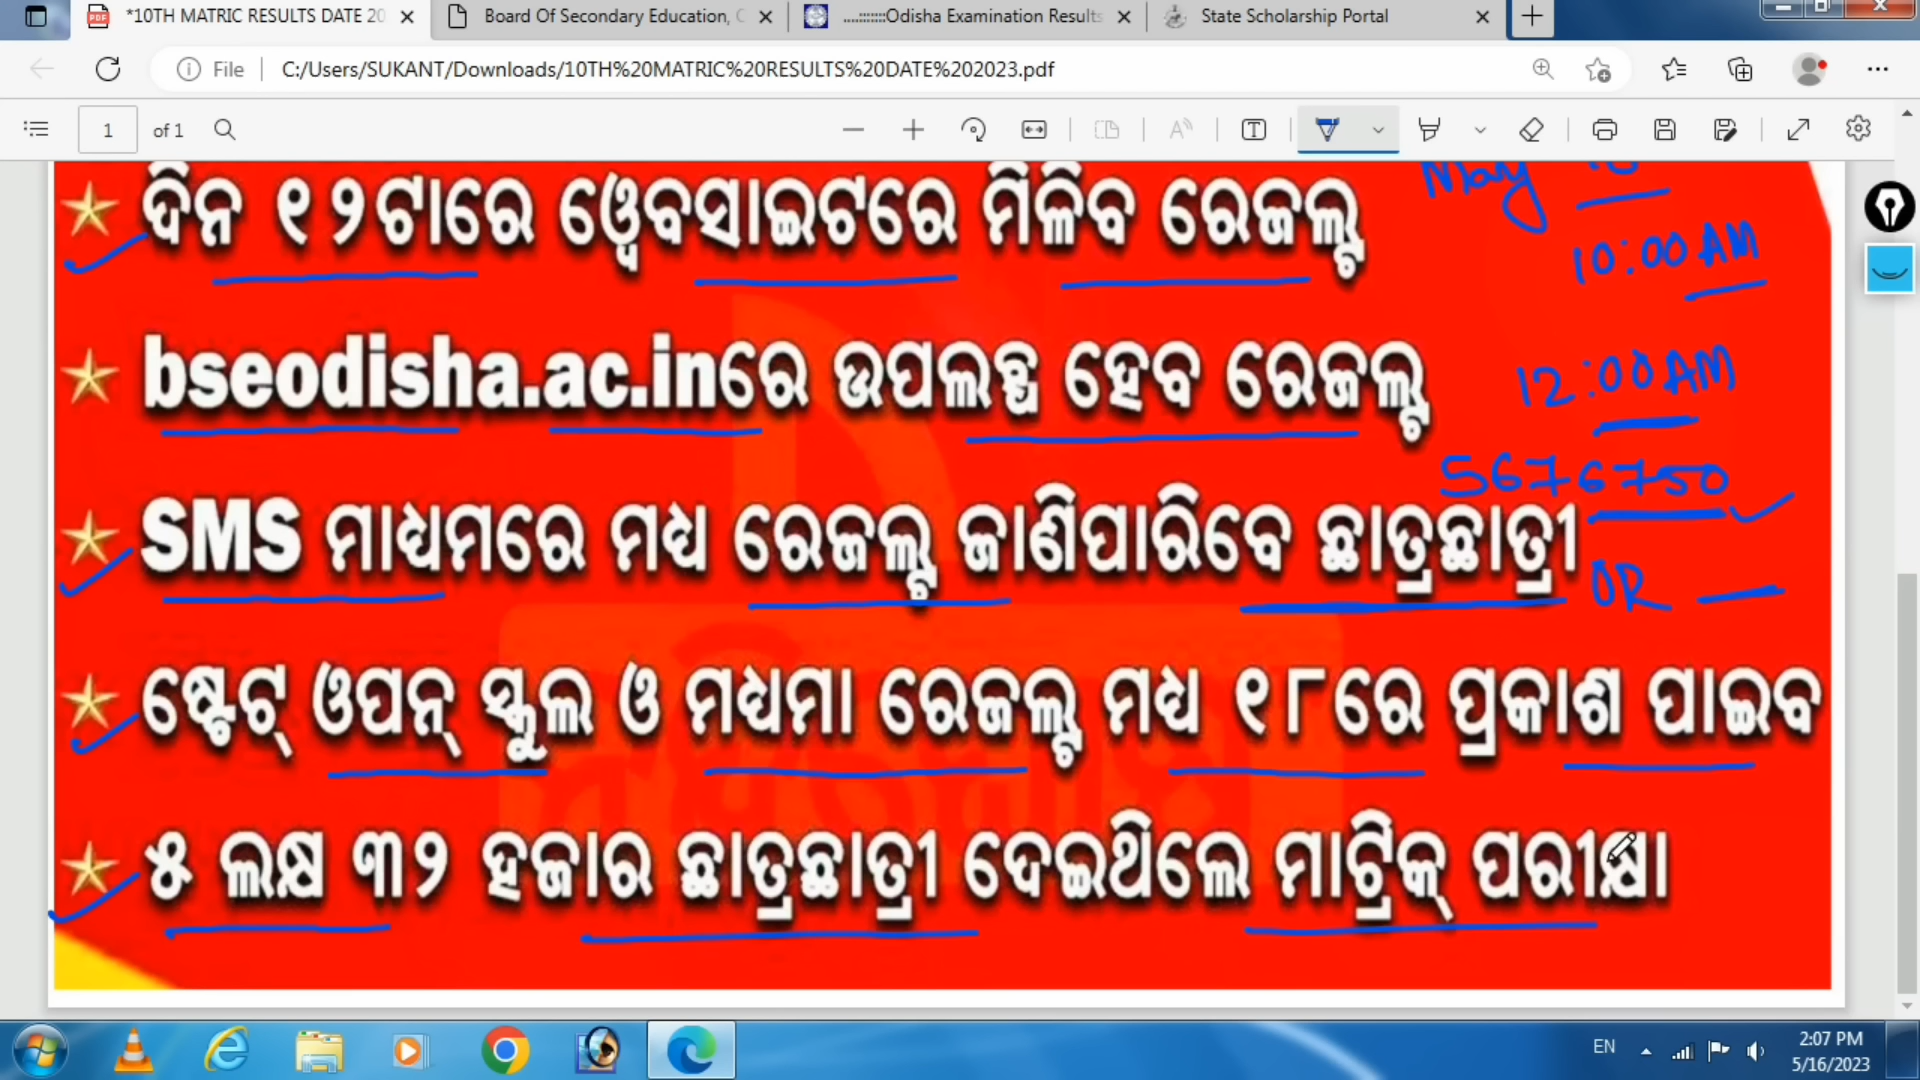 *10TH MATRIC RESULTS DATE 20
Board Of Secondary Education,
....:::::::Odisha Examination Results
State Scholarship Portal
File
C:/Users/SUKANT/Downloads/10TH%20MATRIC%20RESULTS%20DATE%202023.pdf
1 of 1
May
10:00 AM
ଦିନ ୧୨ଟାରେ ୱେବସାଇଟରେ ମିଳିବ ରେଜଲ୍ଟ
12:00 AM
bseodisha.ac.inରେ ଉପଲବ୍ଧ ହେବ ରେଜଲ୍ଟ
5676750
SMS ମାଧ୍ୟମରେ ମଧ୍ୟ ରେଜଲ୍ଟ ଜାଣିପାରିବେ ଛାତ୍ରଛାତ୍ରୀ
OR
ଷ୍ଟେଟ୍ ଓପନ୍ ସ୍କୁଲ ଓ ମଧ୍ୟମା ରେଜଲ୍ଟ ମଧ୍ୟ ୧୮ରେ ପ୍ରକାଶ ପାଇବ
୫ ଲକ୍ଷ ୩୨ ହଜାର ଛାତ୍ରଛାତ୍ରୀ ଦେଇଥିଲେ ମାଟ୍ରିକ୍ ପରୀକ୍ଷା
EN
2:07 PM
5/16/2023